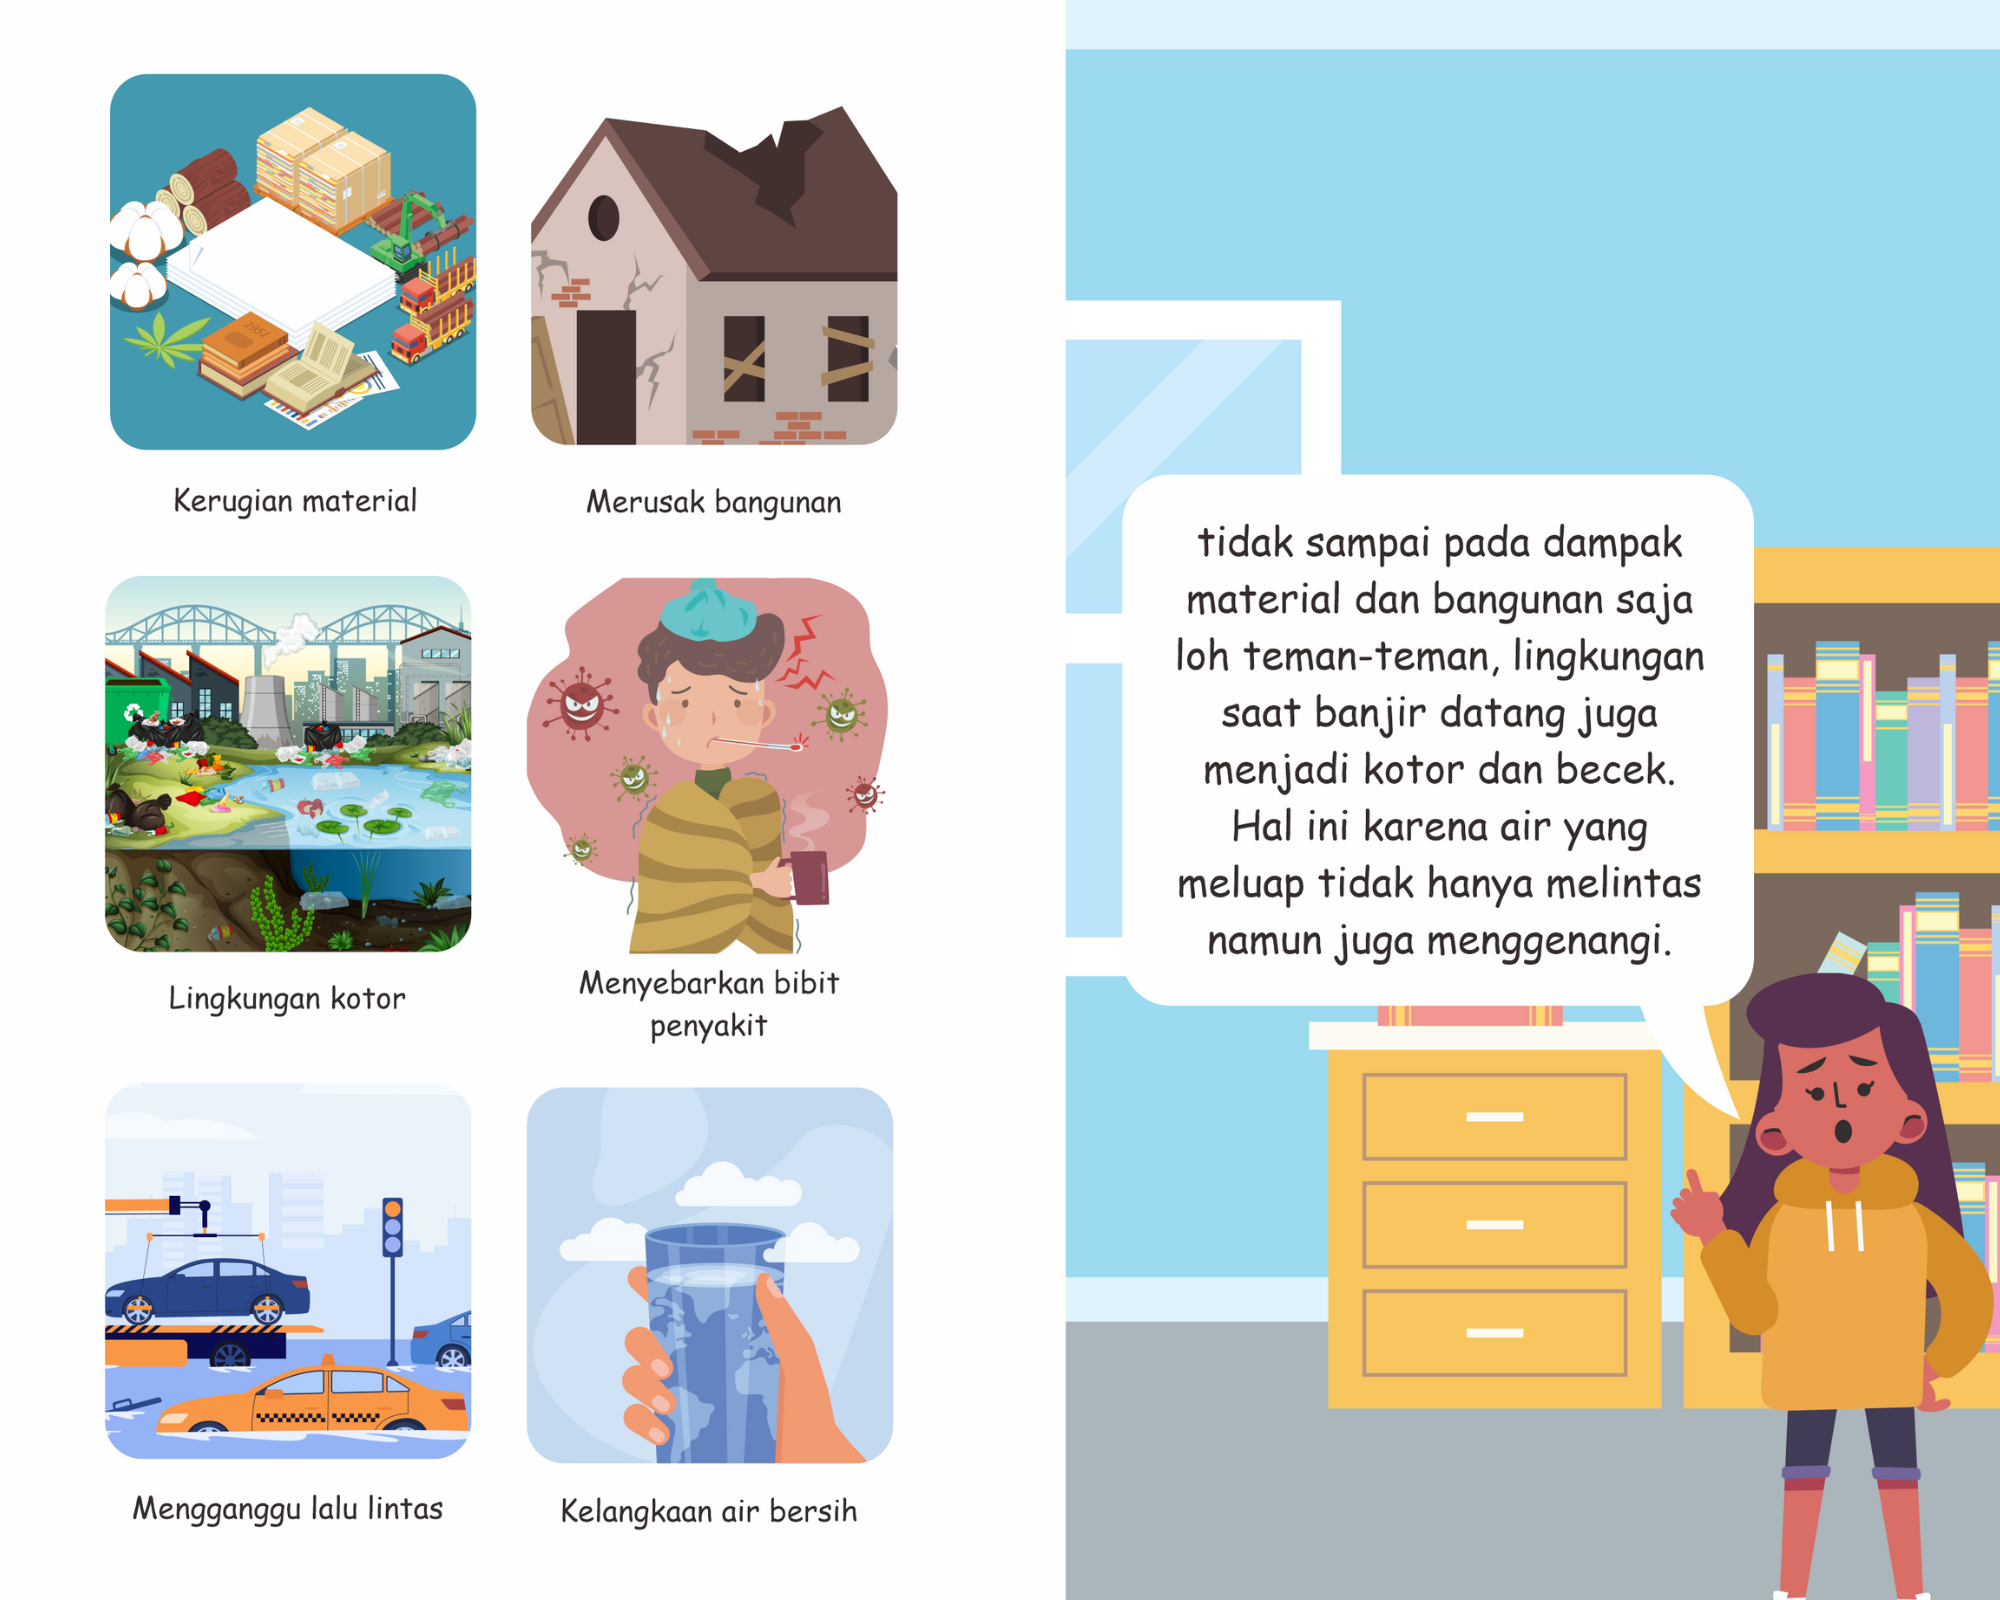 1951
Kerugian material
Merusak bangunan
Lingkungan kotor
Menyebarkan bibit
penyakit
Mengganggu lalu lintas
Kelangkaan air bersih
tidak sampai pada dampak
material dan bangunan saja
loh teman-teman, lingkungan
saat banjir datang juga
menjadi kotor dan becek.
Hal ini karena air yang
meluap tidak hanya melintas
namun juga menggenangi.